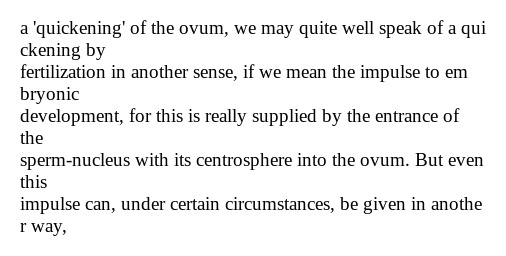 a 'quickening' of the ovum, we may quite well speak of a qui
ckening by
fertilization in another sense, if we mean the impulse to em
bryonic
development, for this is really supplied by the entrance of
the
sperm-nucleus with its centrosphere into the ovum. But even
this
impulse can, under certain circumstances, be given in anothe
r way,